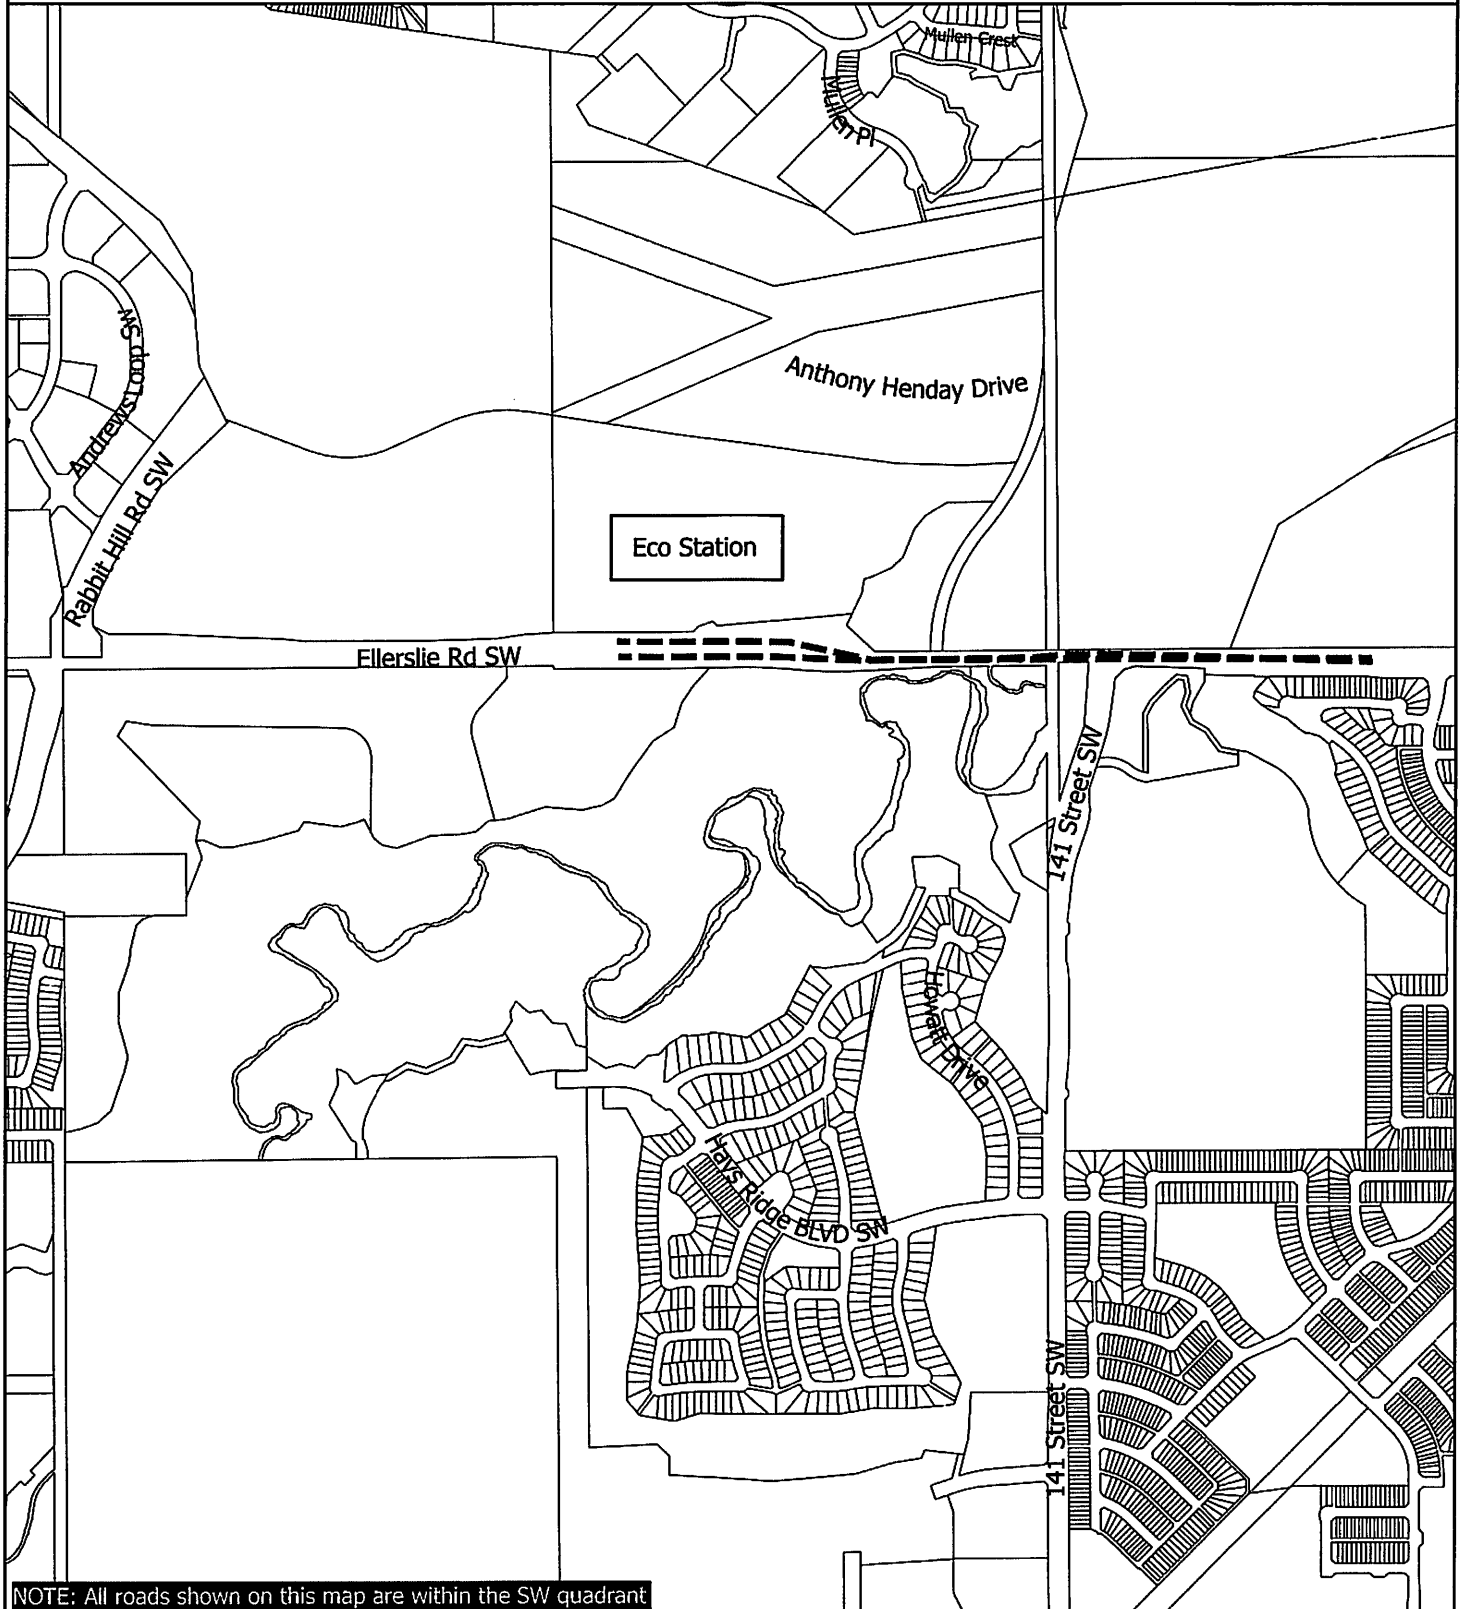 Mullen Crest
Mullen Pl
Andrews Loop SW
Anthony Henday Drive
Rabbit Hill Rd SW
Eco Station
Ellerslie Rd SW
141 Street SW
Howatt Drive
Hays Ridge BLVD SW
141 Street SW
NOTE: All roads shown on this map are within the SW quadrant